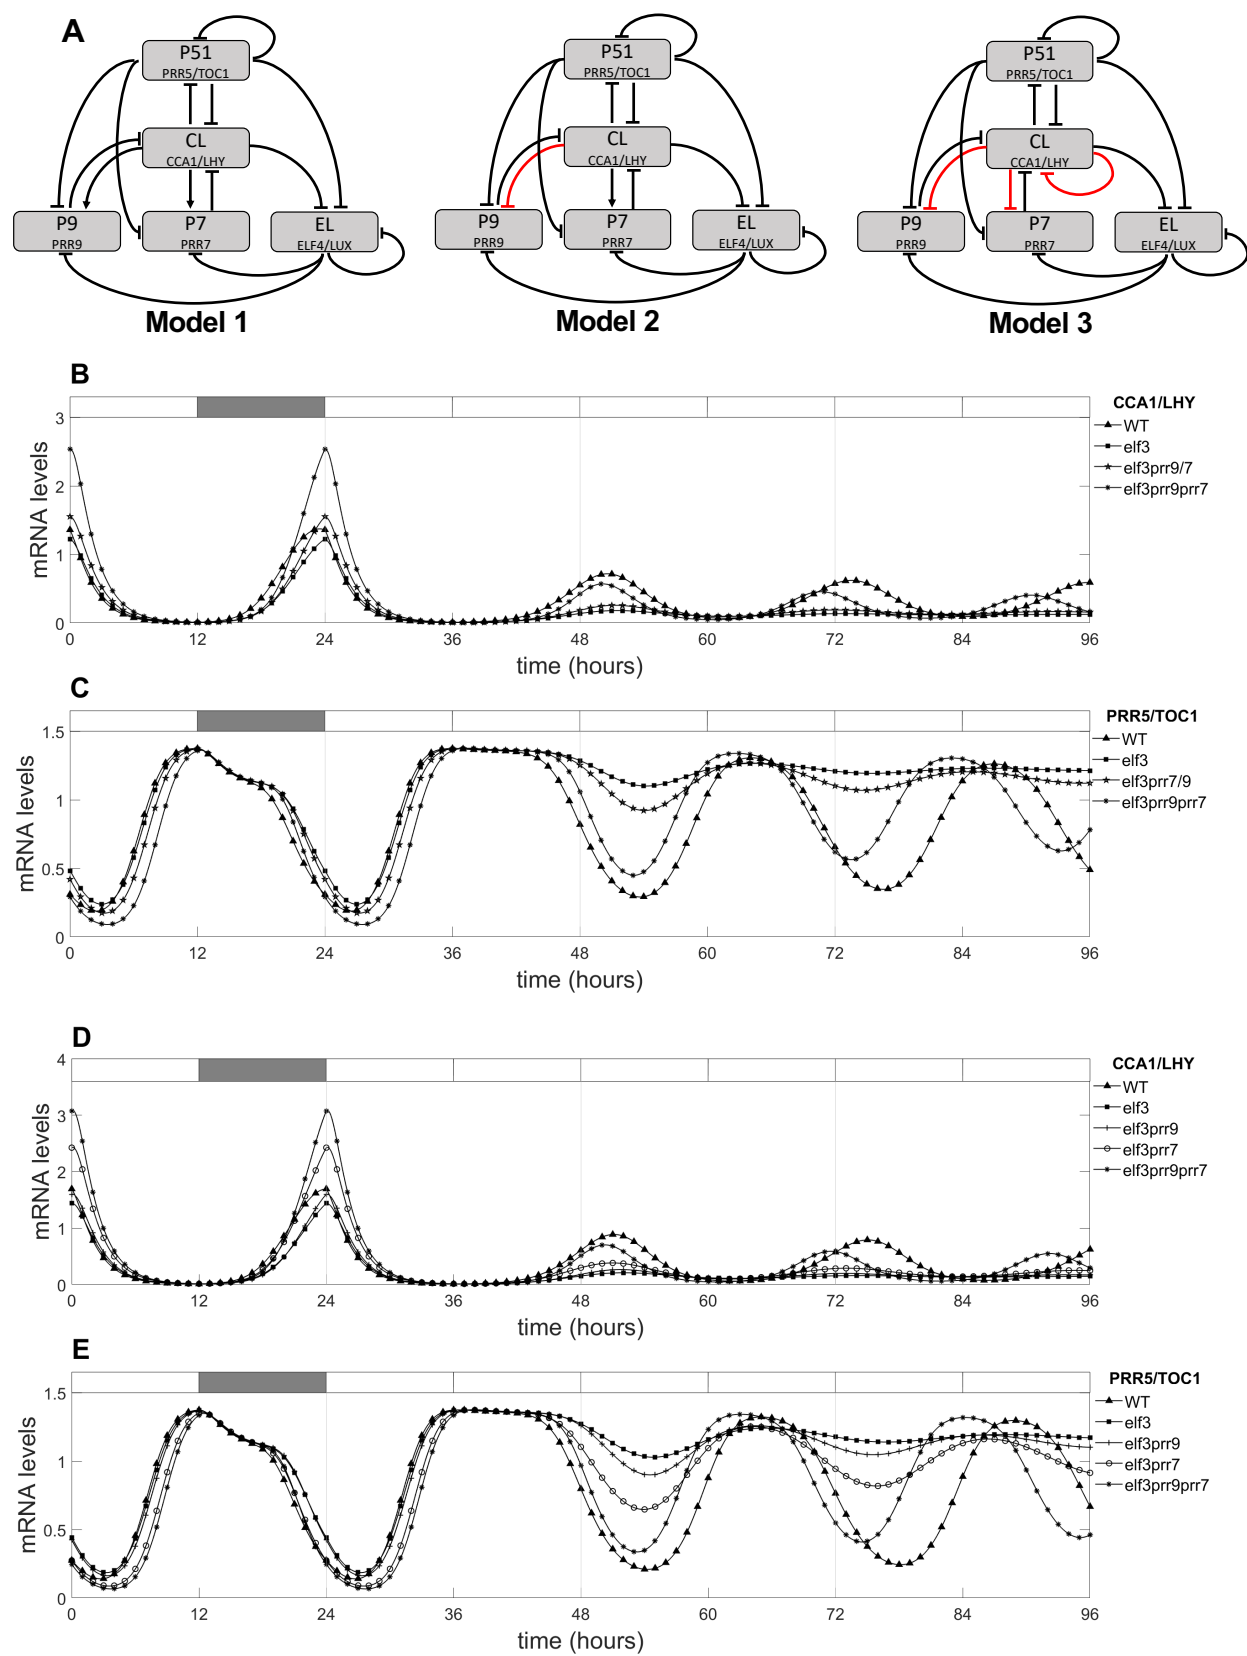 A
P51
PRR5/TOC1
CL
CCA1/LHY
P9
PRR9
P7
PRR7
EL
ELF4/LUX
Model 1
P51
PRR5/TOC1
CL
CCA1/LHY
P9
PRR9
P7
PRR7
EL
ELF4/LUX
Model 2
P51
PRR5/TOC1
CL
CCA1/LHY
P9
PRR9
P7
PRR7
EL
ELF4/LUX
Model 3
B
CCA1/LHY
WT
elf3
elf3prr9/7
elf3prr9prr7
mRNA levels
3
2
1
0
0 12 24 36 48 60 72 84 96
time (hours)
C
PRR5/TOC1
WT
elf3
elf3prr7/9
elf3prr9prr7
mRNA levels
1.5
1
0.5
0
0 12 24 36 48 60 72 84 96
time (hours)
D
CCA1/LHY
WT
elf3
elf3prr9
elf3prr7
elf3prr9prr7
mRNA levels
4
3
2
1
0
0 12 24 36 48 60 72 84 96
time (hours)
E
PRR5/TOC1
WT
elf3
elf3prr9
elf3prr7
elf3prr9prr7
mRNA levels
1.5
1
0.5
0
0 12 24 36 48 60 72 84 96
time (hours)